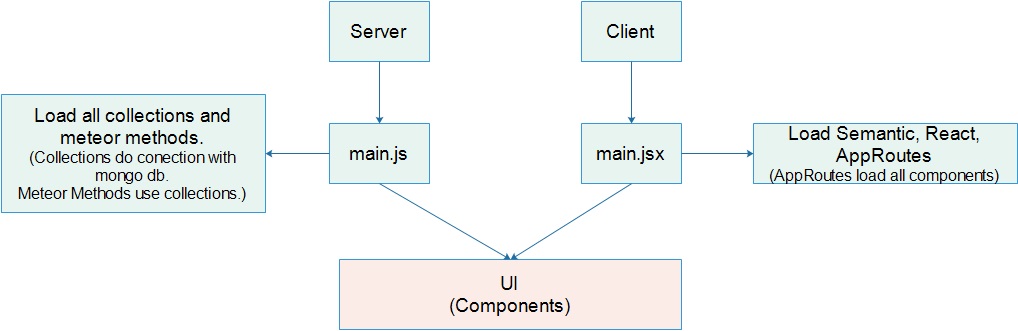 Server
Client
Load all collections and
meteor methods.
(Collections do conection with
mongo db.
Meteor Methods use collections.)
main.js
main.jsx
Load Semantic, React,
AppRoutes
(AppRoutes load all components)
UI
(Components)